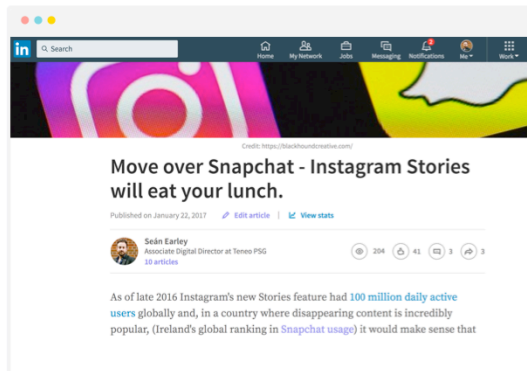 in
Search
Home
My Network
Jobs
Messaging
Notifications
Me
Work
Credit: https://blackhoundcreative.com/
Move over Snapchat - Instagram Stories
will eat your lunch.
Published on January 22, 2017
Edit article
View stats
Seán Earley
Associate Digital Director at Teneo PSG
10 articles
204
41
3
3
As of late 2016 Instagram's new Stories feature had 100 million daily active
users globally and, in a country where disappearing content is incredibly
popular, (Ireland's global ranking in Snapchat usage) it would make sense that